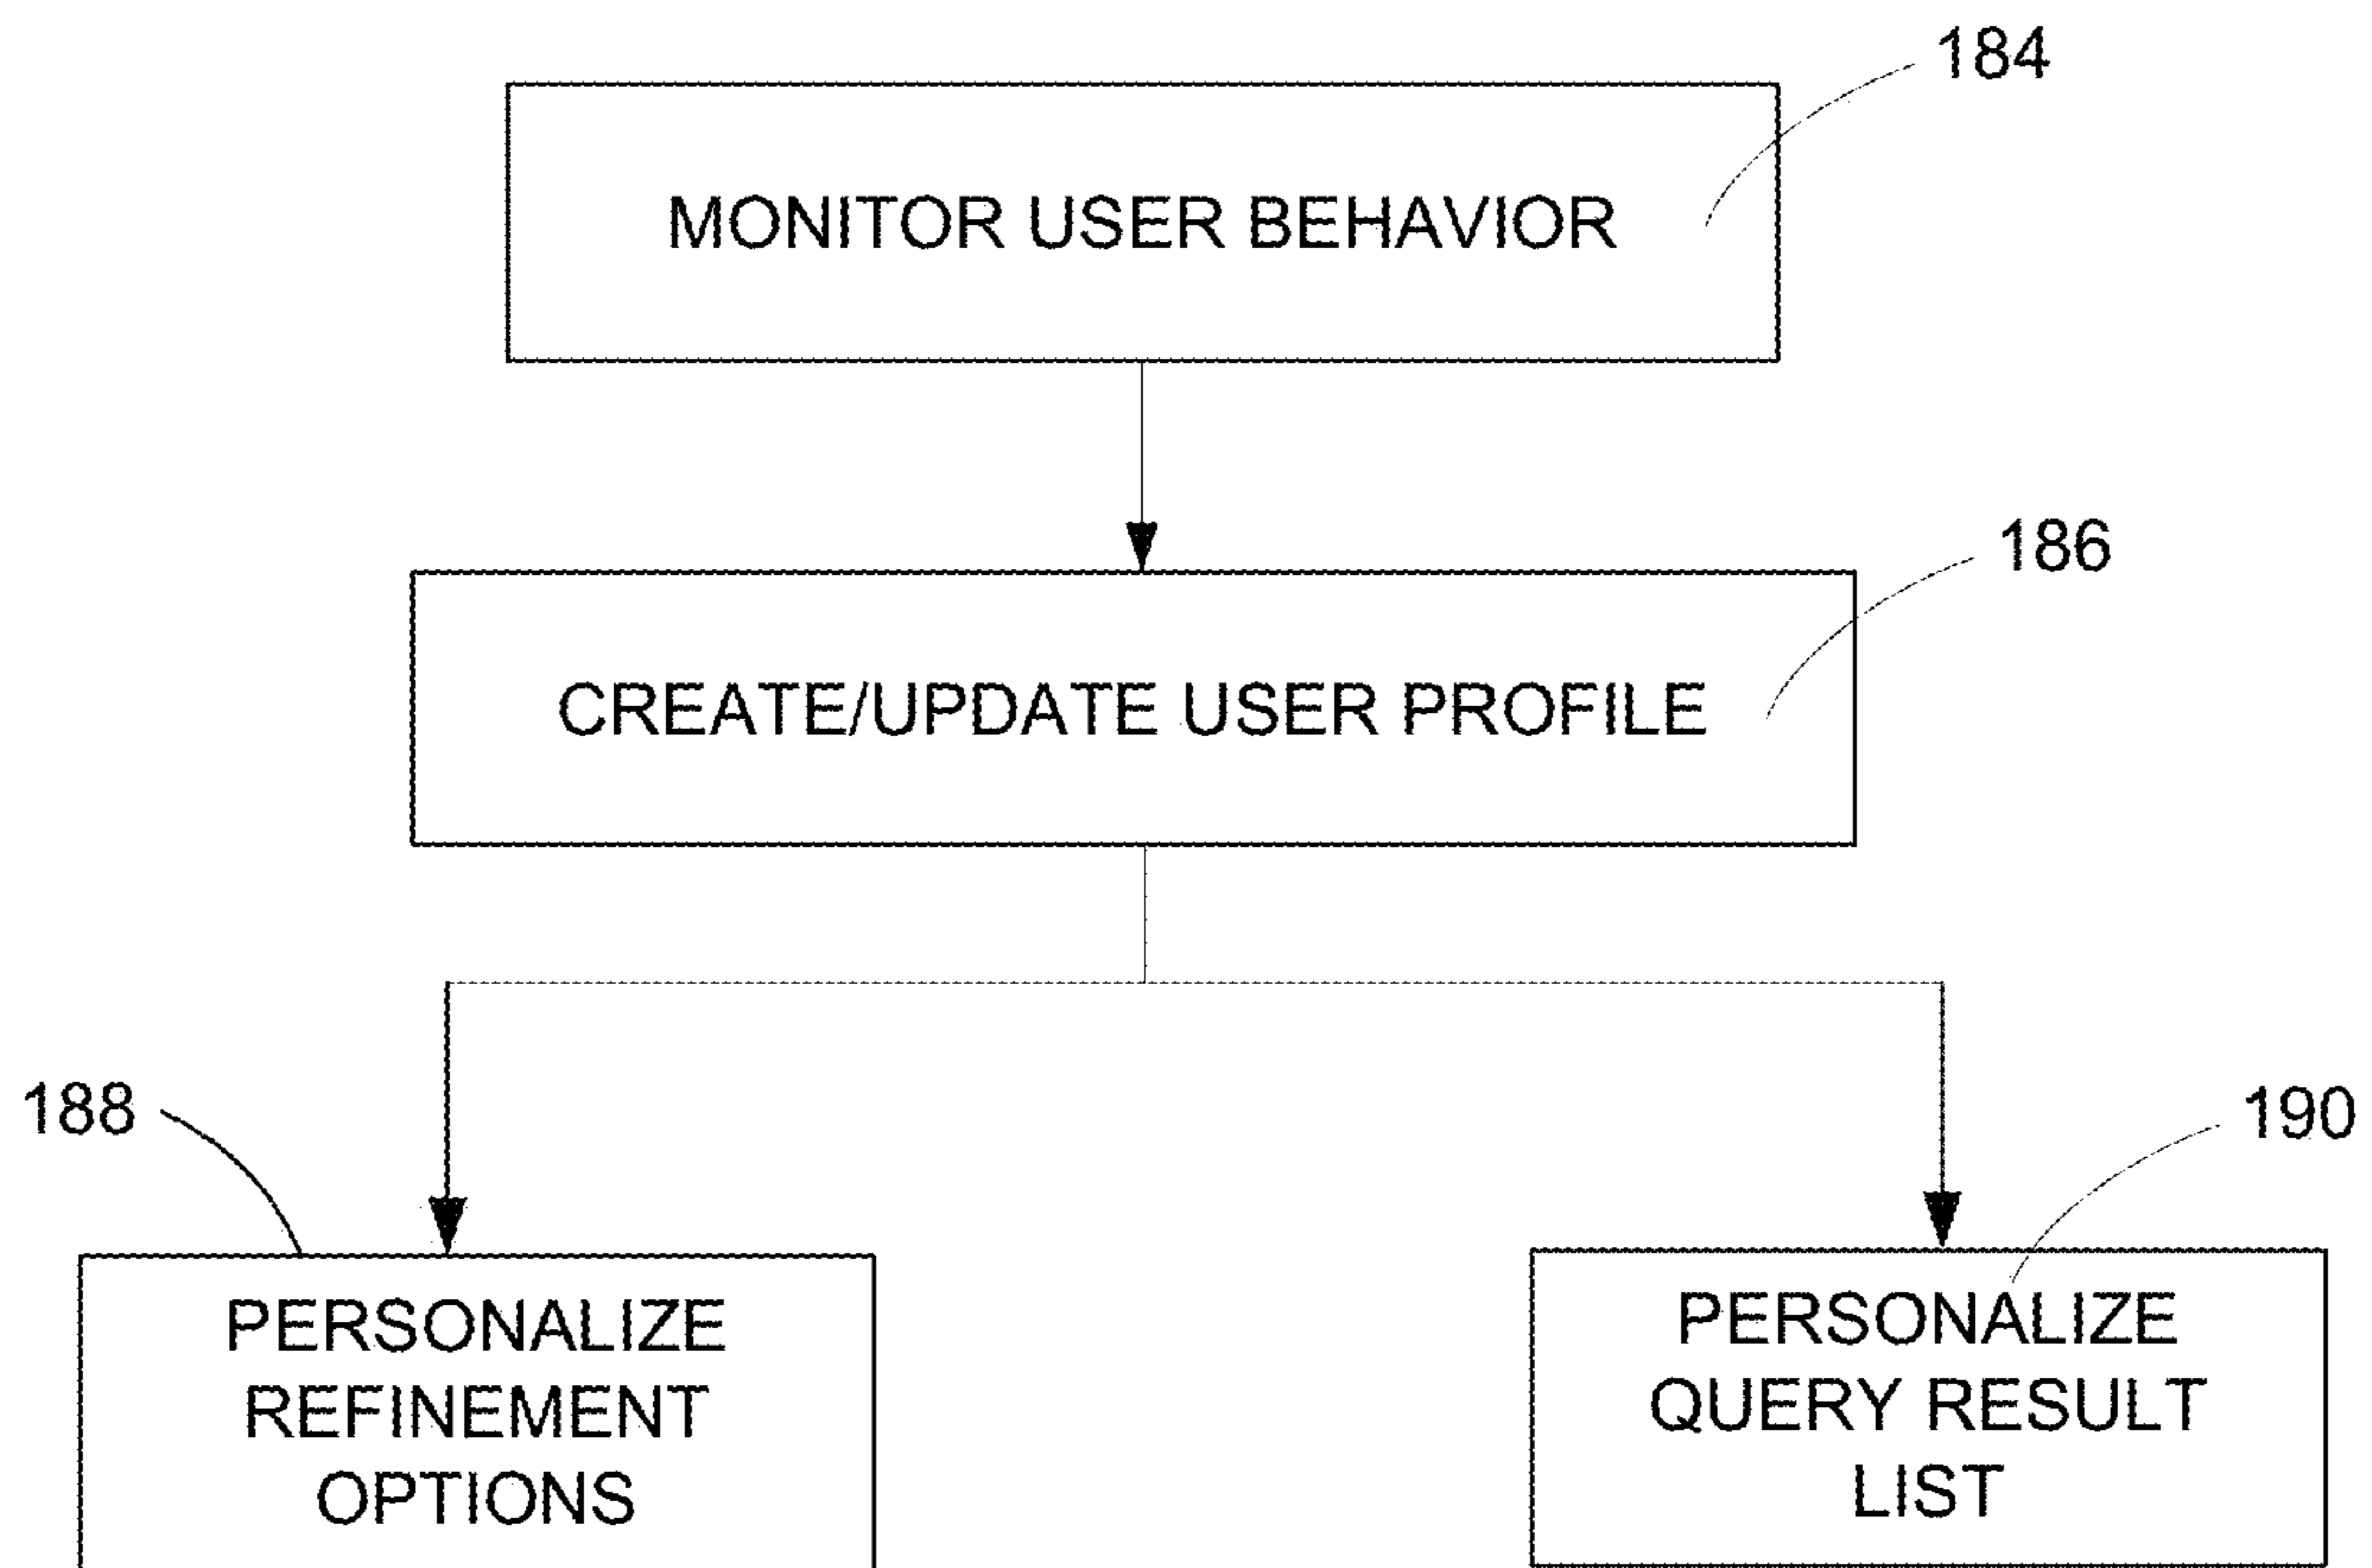 184
MONITOR USER BEHAVIOR
186
CREATE/UPDATE USER PROFILE
188
190
PERSONALIZE
REFINEMENT
OPTIONS
PERSONALIZE
QUERY RESULT
LIST